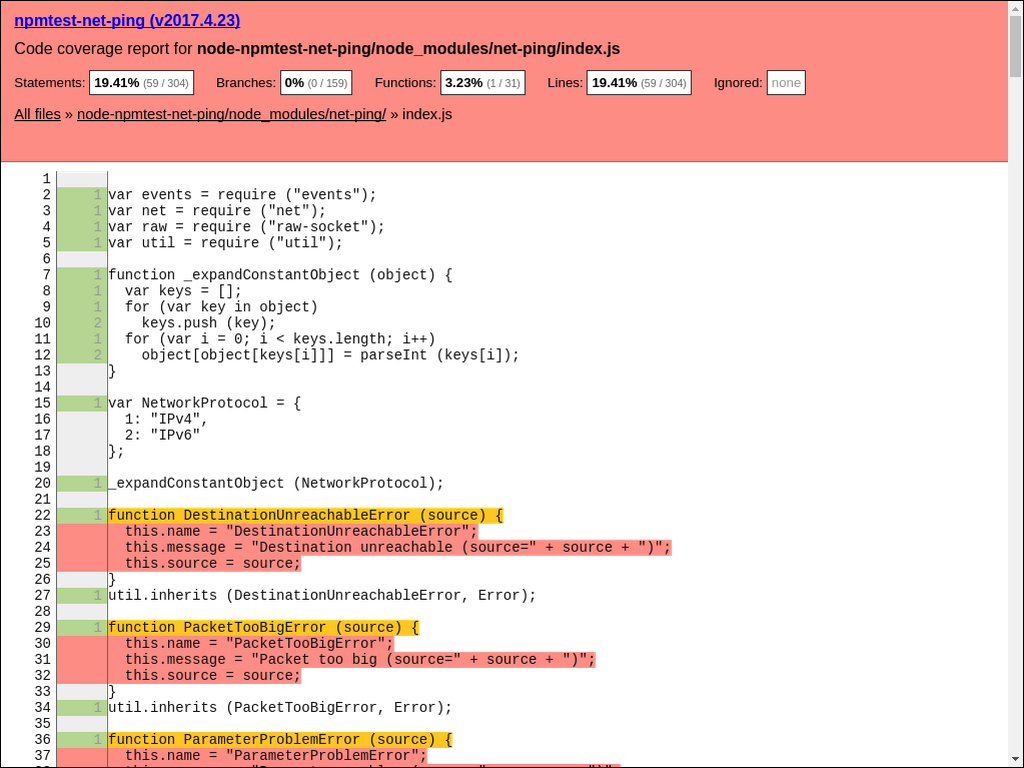 npmtest-net-ping (v2017.4.23)
Code coverage report for node-npmtest-net-ping/node_modules/net-ping/index.js
Statements: 19.41% (59 / 304) Branches: 0% (0 / 159) Functions: 3.23% (1 / 31) Lines: 19.41% (59 / 304) Ignored: none
All files » node-npmtest-net-ping/node_modules/net-ping/ » index.js
1
2 1 var events = require ("events");
3 1 var net = require ("net");
4 1 var raw = require ("raw-socket");
5 1 var util = require ("util");
6
7 1 function _expandConstantObject (object) {
8 1 var keys = [];
9 1 for (var key in object)
10 2 keys.push (key);
11 1 for (var i = 0; i < keys.length; i++)
12 2 object[object[keys[i]]] = parseInt (keys[i]);
13 }
14
15 1 var NetworkProtocol = {
16 1: "IPv4",
17 2: "IPv6"
18 };
19
20 1 _expandConstantObject (NetworkProtocol);
21
22 1 function DestinationUnreachableError (source) {
23 this.name = "DestinationUnreachableError";
24 this.message = "Destination unreachable (source=" + source + ")";
25 this.source = source;
26 }
27 1 util.inherits (DestinationUnreachableError, Error);
28
29 1 function PacketTooBigError (source) {
30 this.name = "PacketTooBigError";
31 this.message = "Packet too big (source=" + source + ")";
32 this.source = source;
33 }
34 1 util.inherits (PacketTooBigError, Error);
35
36 1 function ParameterProblemError (source) {
37 this.name = "ParameterProblemError";